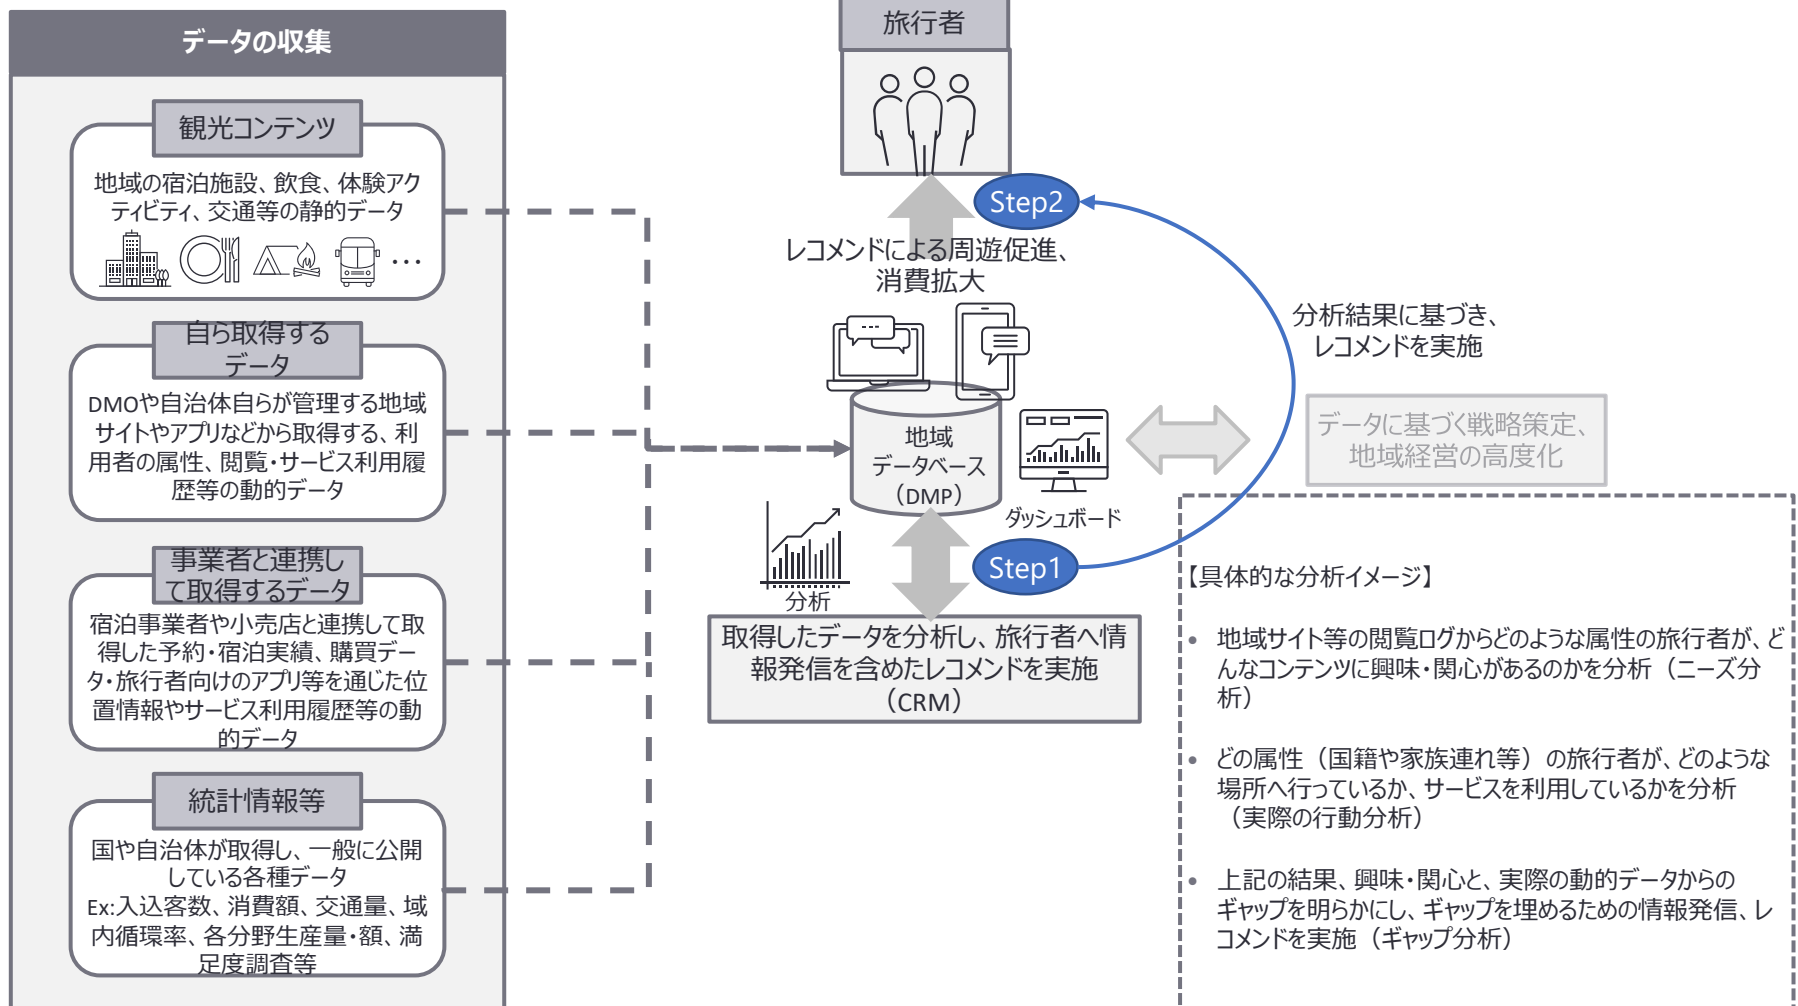 データの収集
観光コンテンツ
地域の宿泊施設、飲食、体験アク
ティビティ、交通等の静的データ
…
自ら取得する
データ
DMOや自治体自らが管理する地域
サイトやアプリなどから取得する、利
用者の属性、閲覧・サービス利用履
歴等の動的データ
事業者と連携し
て取得するデータ
宿泊事業者や小売店と連携して取
得した予約・宿泊実績、購買デー
タ・旅行者向けのアプリ等を通じた位
置情報やサービス利用履歴等の動
的データ
統計情報等
国や自治体が取得し、一般に公開
している各種データ
Ex:入込客数、消費額、交通量、域
内循環率、各分野生産量・額、満
足度調査等
旅行者
Step2
レコメンドによる周遊促進、
消費拡大
分析結果に基づき、
レコメンドを実施
地域
データベース
（DMP）
ダッシュボード
データに基づく戦略策定、
地域経営の高度化
分析
Step1
取得したデータを分析し、旅行者へ情
報発信を含めたレコメンドを実施
（CRM）
【具体的な分析イメージ】
• 地域サイト等の閲覧ログからどのような属性の旅行者が、ど
んなコンテンツに興味・関心があるのかを分析（ニーズ分
析）
• どの属性（国籍や家族連れ等）の旅行者が、どのような
場所へ行っているか、サービスを利用しているかを分析
（実際の行動分析）
• 上記の結果、興味・関心と、実際の動的データからの
ギャップを明らかにし、ギャップを埋めるための情報発信、レ
コメンドを実施（ギャップ分析）